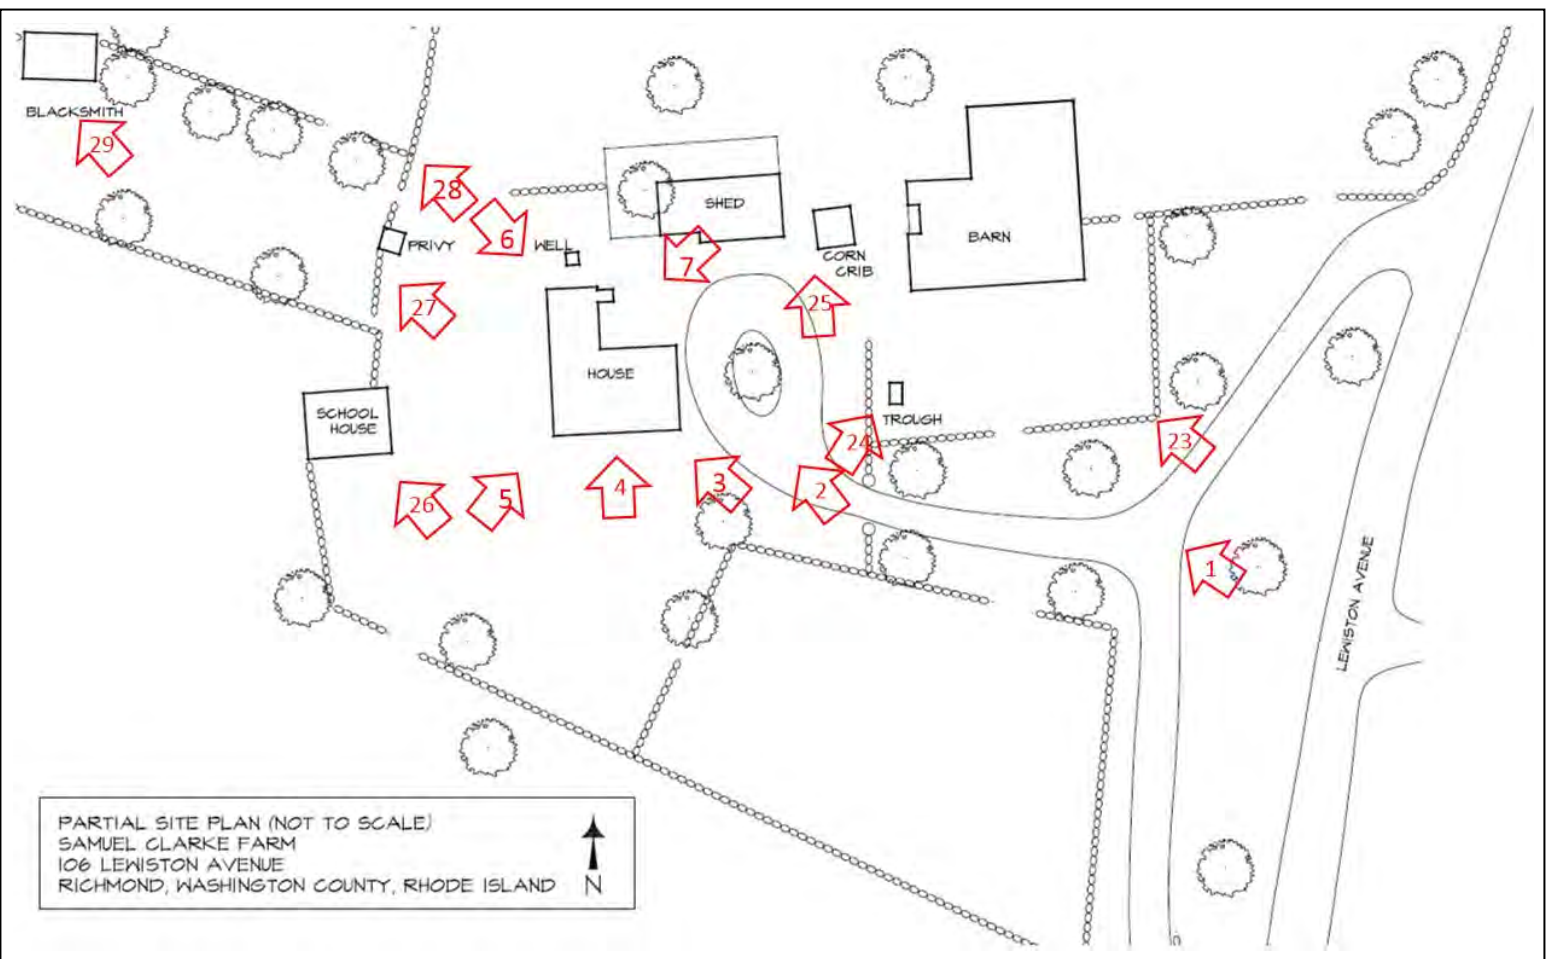 BLACKSMITH
29
28
6
PRIVY
WELL
SHED
7
CORN
CRIB
BARN
27
25
HOUSE
SCHOOL
HOUSE
TROUGH
24
23
26
5
4
3
2
1
LEWISTON AVENUE
PARTIAL SITE PLAN (NOT TO SCALE)
SAMUEL CLARKE FARM
106 LEWISTON AVENUE
RICHMOND, WASHINGTON COUNTY, RHODE ISLAND
N